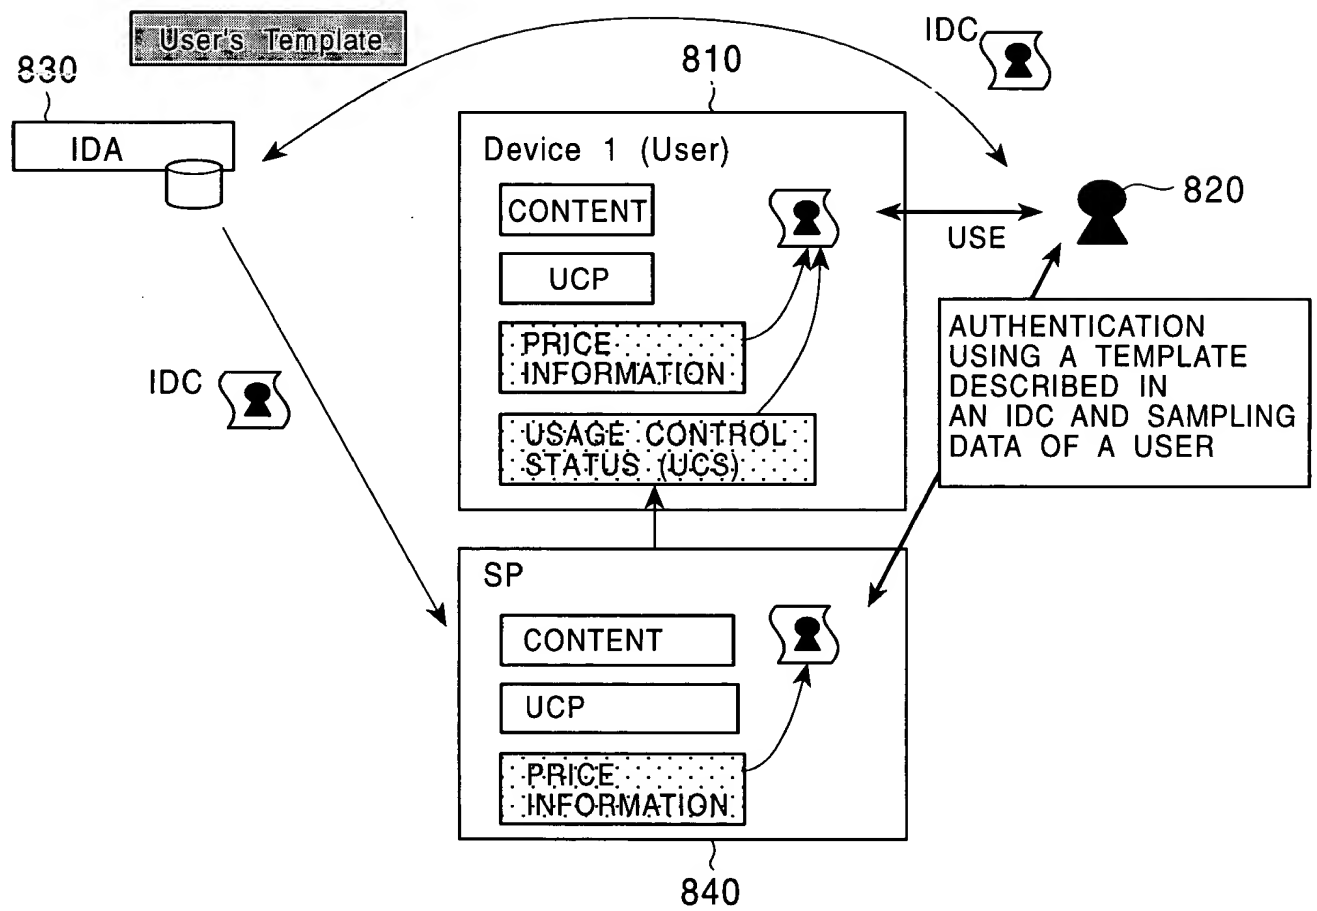 User's Template
IDC
830
810
IDA
Device 1 (User)
CONTENT
820
USE
UCP
PRICE
INFORMATION
AUTHENTICATION
USING A TEMPLATE
DESCRIBED IN
AN IDC AND SAMPLING
DATA OF A USER
IDC
USAGE CONTROL
STATUS (UCS)
SP
CONTENT
UCP
PRICE
INFORMATION
840